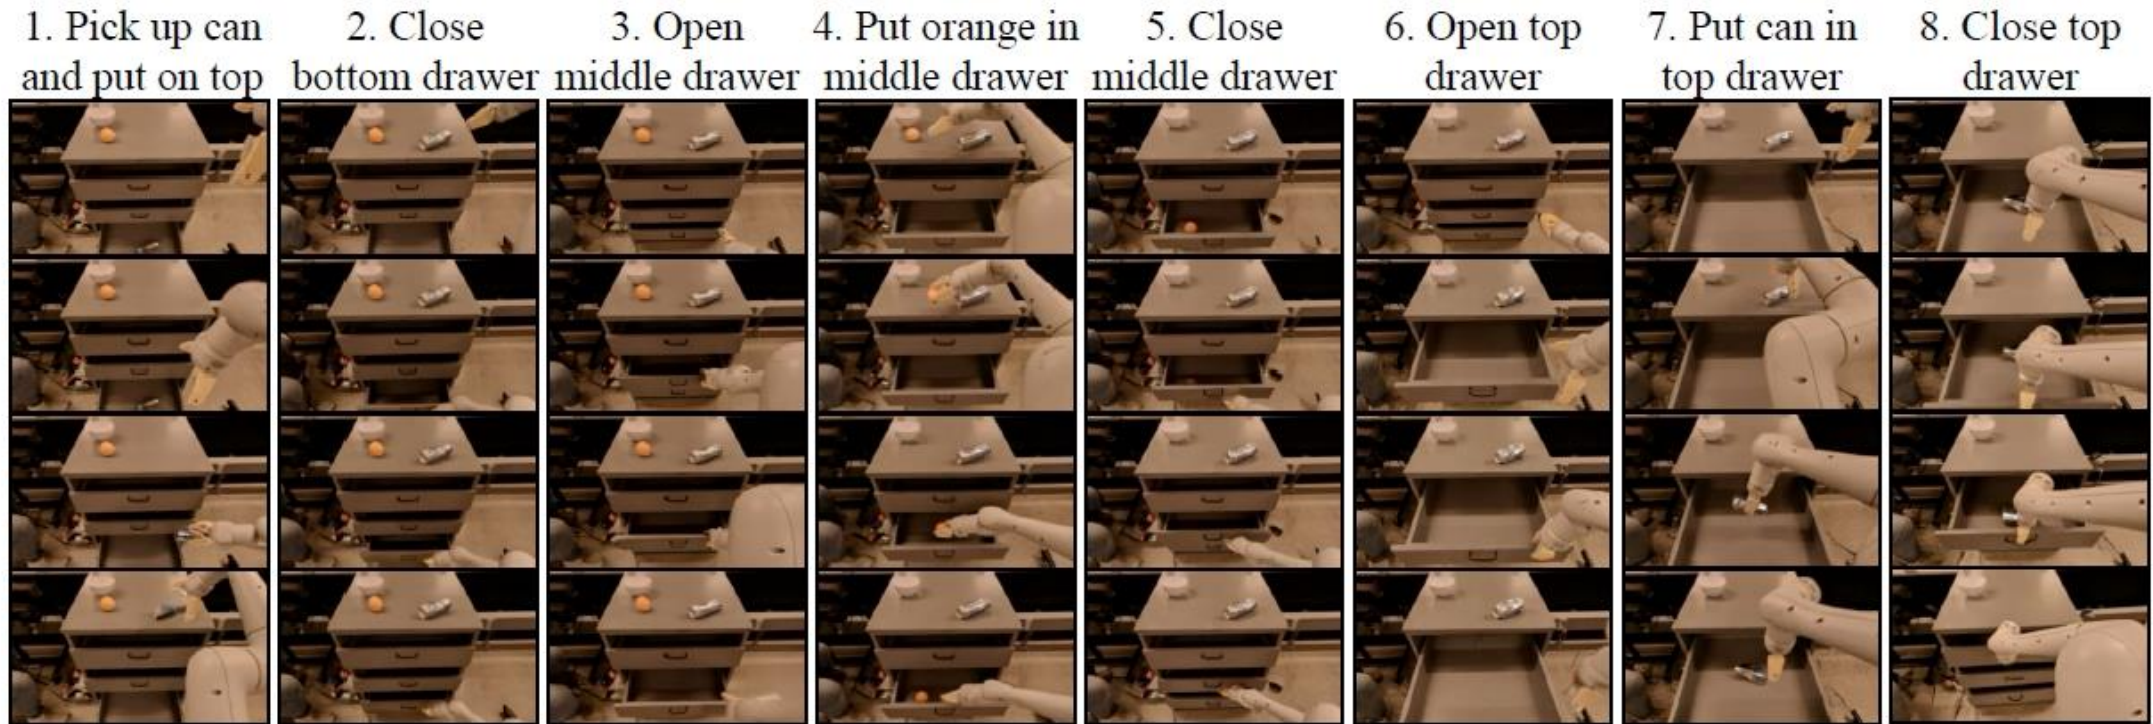 1. Pick up can
and put on top
2. Close
bottom drawer
3. Open
middle drawer
4. Put orange in
middle drawer
5. Close
middle drawer
6. Open top
drawer
7. Put can in
top drawer
8. Close top
drawer